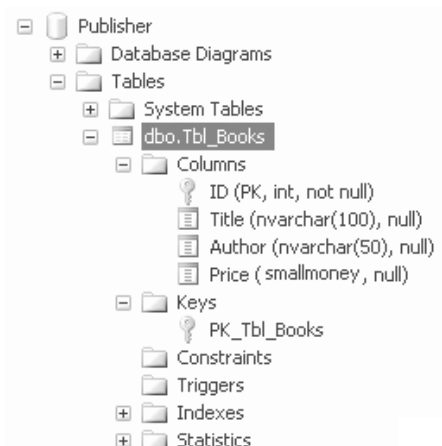 Publisher
Database Diagrams
Tables
System Tables
dbo.Tbl_Books
Columns
ID (PK, int, not null)
Title (nvarchar(100), null)
Author (nvarchar(50), null)
Price ( smallmoney, null)
Keys
PK_Tbl_Books
Constraints
Triggers
Indexes
Statistics